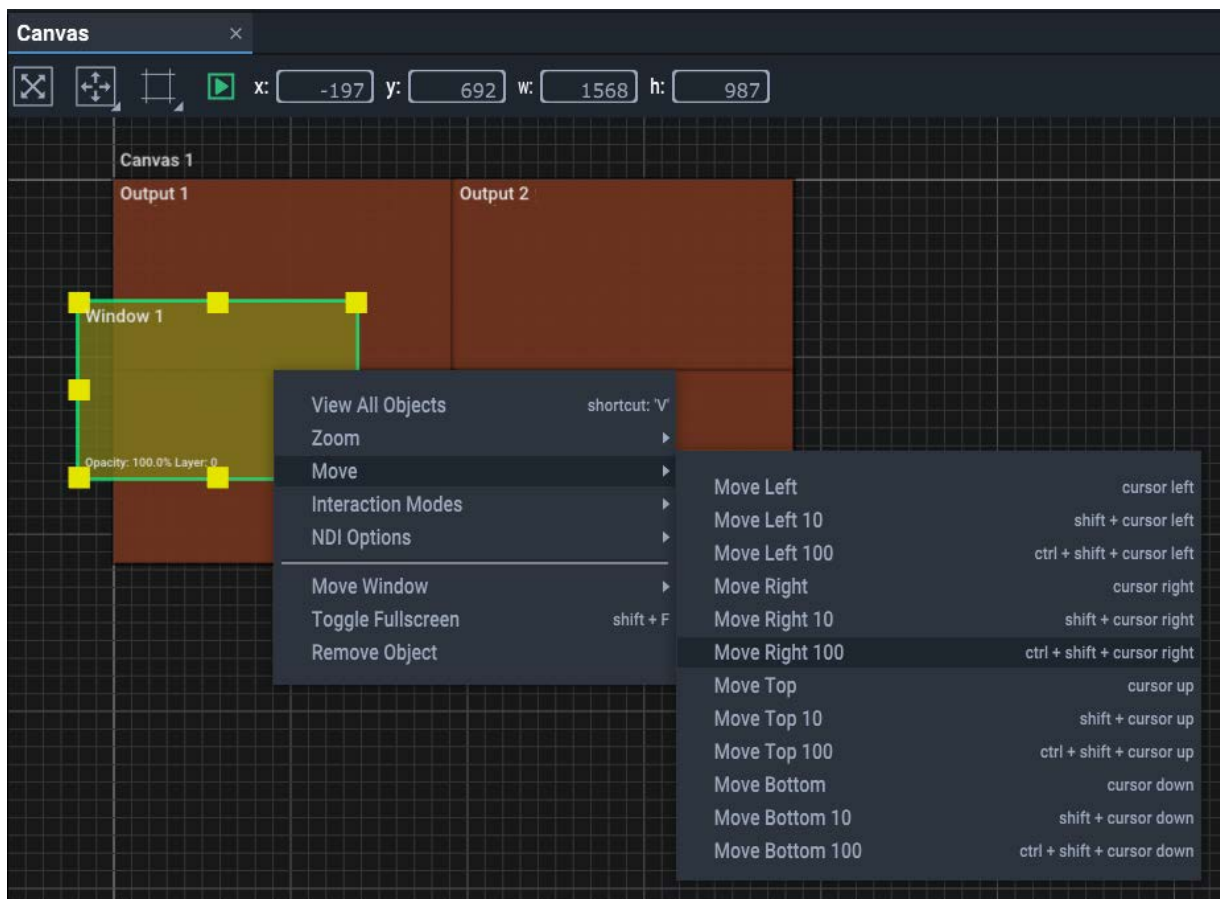 Canvas ×
x: -197 y: 692 w: 1568 h: 987
Canvas 1
Output 1 Output 2
Window 1
Opacity: 100.0% Layer: 0
View All Objects shortcut: 'V'
Zoom
Move
Interaction Modes
NDI Options
Move Window
Toggle Fullscreen shift + F
Remove Object
Move Left cursor left
Move Left 10 shift + cursor left
Move Left 100 ctrl + shift + cursor left
Move Right cursor right
Move Right 10 shift + cursor right
Move Right 100 ctrl + shift + cursor right
Move Top cursor up
Move Top 10 shift + cursor up
Move Top 100 ctrl + shift + cursor up
Move Bottom cursor down
Move Bottom 10 shift + cursor down
Move Bottom 100 ctrl + shift + cursor down